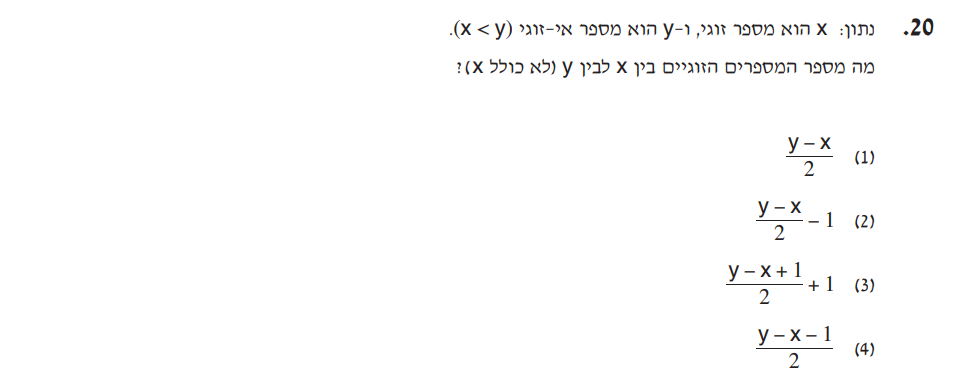 20. נתון: x הוא מספר זוגי, ו-y הוא מספר אי-זוגי (x < y).
מה מספר המספרים הזוגיים בין x לבין y (לא כולל x)?
(1) $\frac{y-x}{2}$
(2) $\frac{y-x}{2} - 1$
(3) $\frac{y-x+1}{2} + 1$
(4) $\frac{y-x-1}{2}$